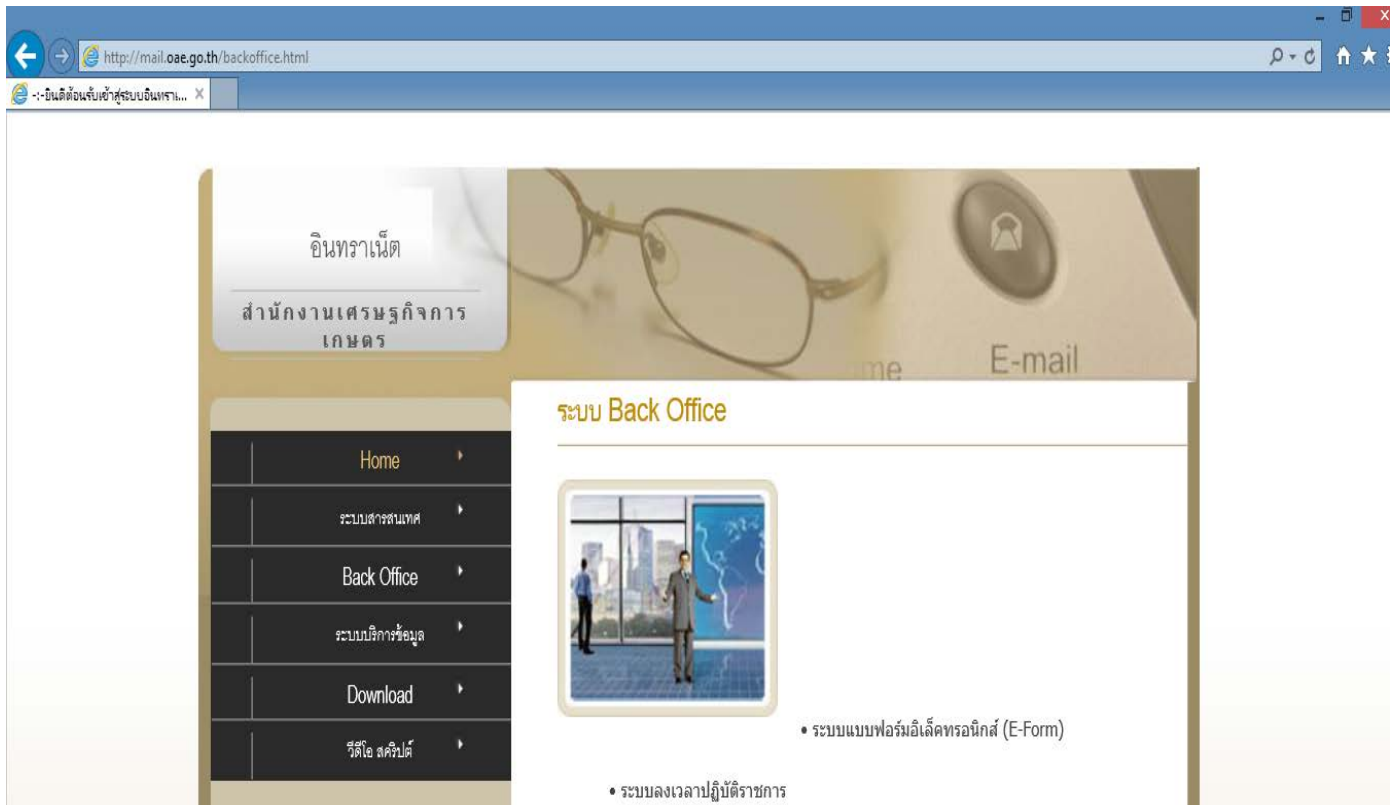 http://mail.oae.go.th/backoffice.html
-:-ยินดีต้อนรับเข้าสู่ระบบอินทราเ...
อินทราเน็ต
สำนักงานเศรษฐกิจการ
เกษตร
me
E-mail
ระบบ Back Office
Home
ระบบสารสนเทศ
Back Office
ระบบบริการข้อมูล
Download
วีดีโอ สคริปต์
• ระบบแบบฟอร์มอิเล็คทรอนิกส์ (E-Form)
• ระบบลงเวลาปฏิบัติราชการ